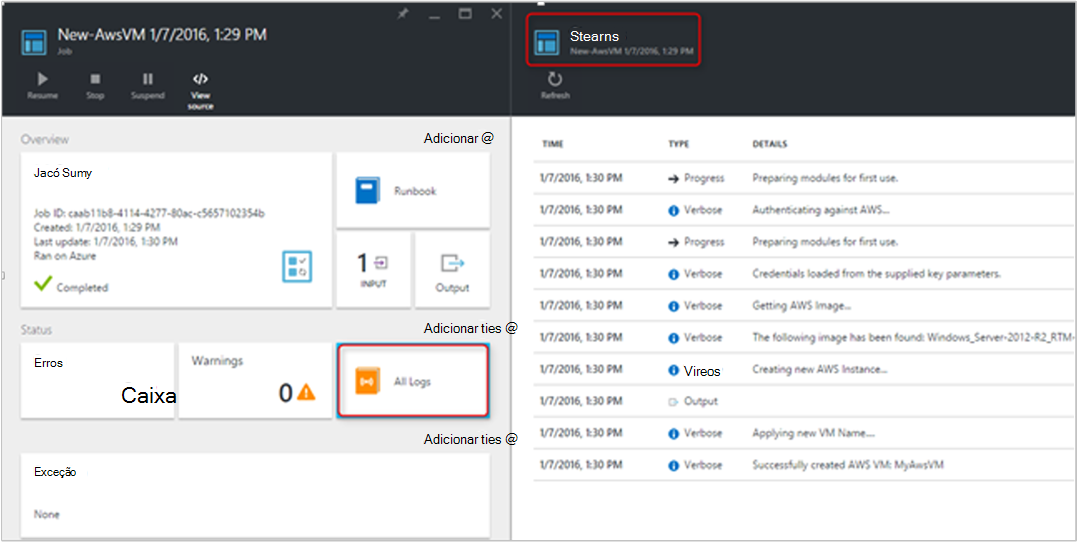 New-AwsVM 1/7/2016, 1:29 PM
Job
Resume
Stop
Suspend
View source
Overview
Adicionar @
Jacó Sumy
Job ID: caab11b8-4114-4277-80ac-c5657102354b
Created: 1/7/2016, 1:29 PM
Last update: 1/7/2016, 1:30 PM
Ran on Azure
Completed
Runbook
1
INPUT
Output
Status
Adicionar ties @
Erros
Caixa
Warnings
0
All Logs
Adicionar ties @
Exceção
None
Stearns
New-AwsVM 1/7/2016, 1:29 PM
Refresh
TIME TYPE DETAILS
1/7/2016, 1:30 PM Progress Preparing modules for first use.
1/7/2016, 1:30 PM Verbose Authenticating against AWS...
1/7/2016, 1:30 PM Progress Preparing modules for first use.
1/7/2016, 1:30 PM Verbose Credentials loaded from the supplied key parameters.
1/7/2016, 1:30 PM Verbose Getting AWS Image...
1/7/2016, 1:30 PM Verbose The following image has been found: Windows_Server-2012-R2_RTM-
1/7/2016, 1:30 PM Vireos Creating new AWS Instance...
1/7/2016, 1:30 PM Output
1/7/2016, 1:30 PM Verbose Applying new VM Name....
1/7/2016, 1:30 PM Verbose Successfully created AWS VM: MyAwsVM